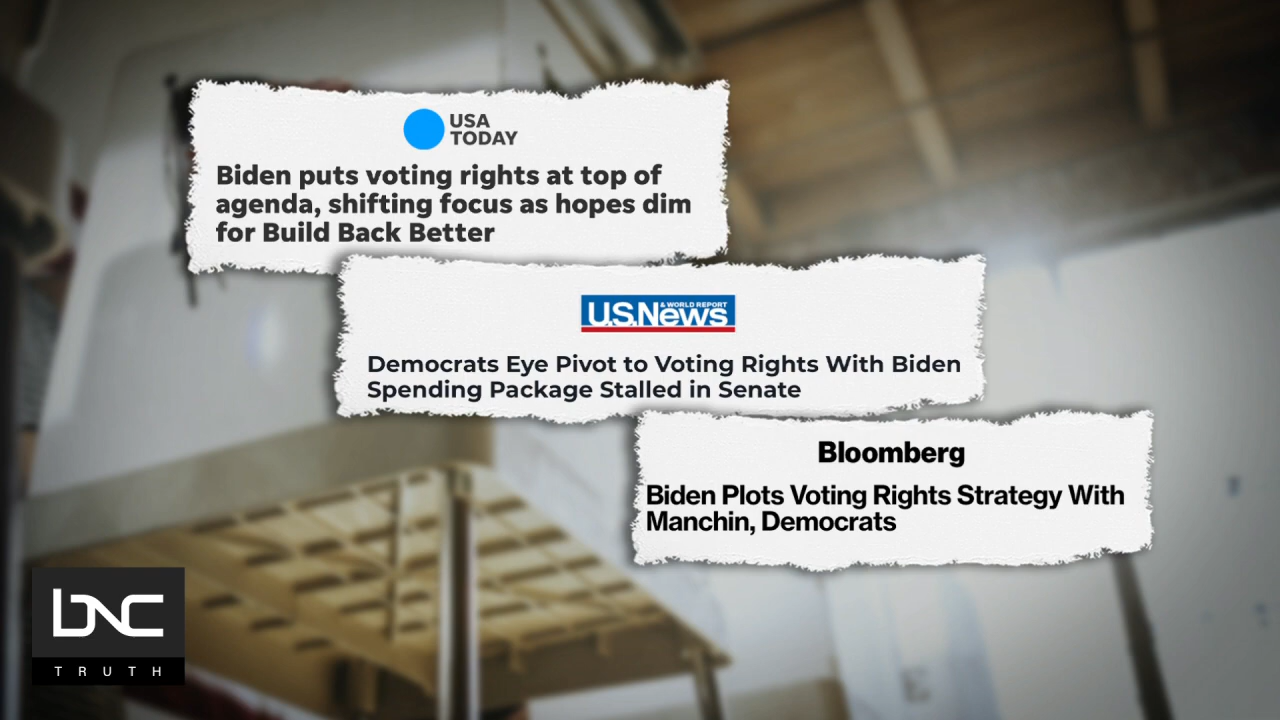 USA
TODAY
Biden puts voting rights at top of
agenda, shifting focus as hopes dim
for Build Back Better
U.S.News
& WORLD REPORT
Democrats Eye Pivot to Voting Rights With Biden
Spending Package Stalled in Senate
Bloomberg
Biden Plots Voting Rights Strategy With
Manchin, Democrats
bnc
TRUTH